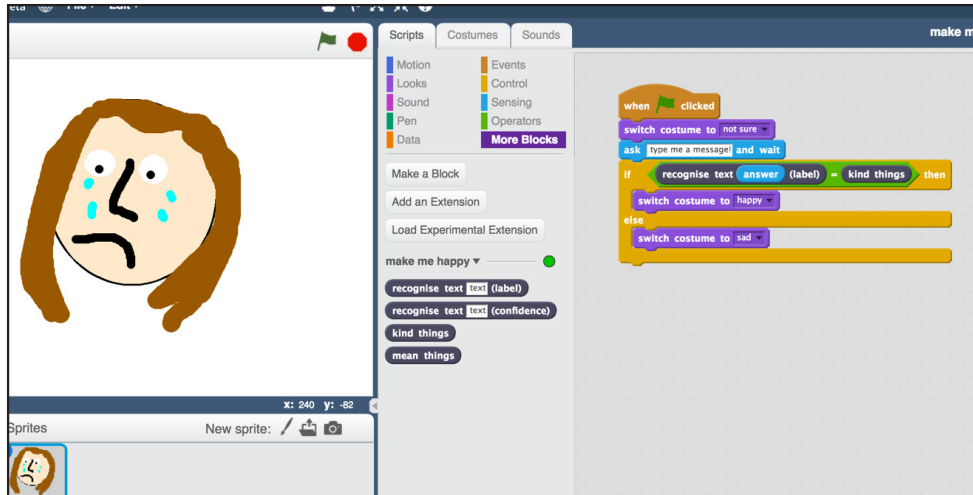 Scripts
Costumes
Sounds
make m
Motion
Looks
Sound
Pen
Data
Events
Control
Sensing
Operators
More Blocks
Make a Block
Add an Extension
Load Experimental Extension
make me happy
recognise text text (label)
recognise text text (confidence)
kind things
mean things
when clicked
switch costume to not sure
ask type me a message! and wait
if recognise text answer (label) = kind things then
switch costume to happy
else
switch costume to sad
x: 240 y: -82
Sprites
New sprite: